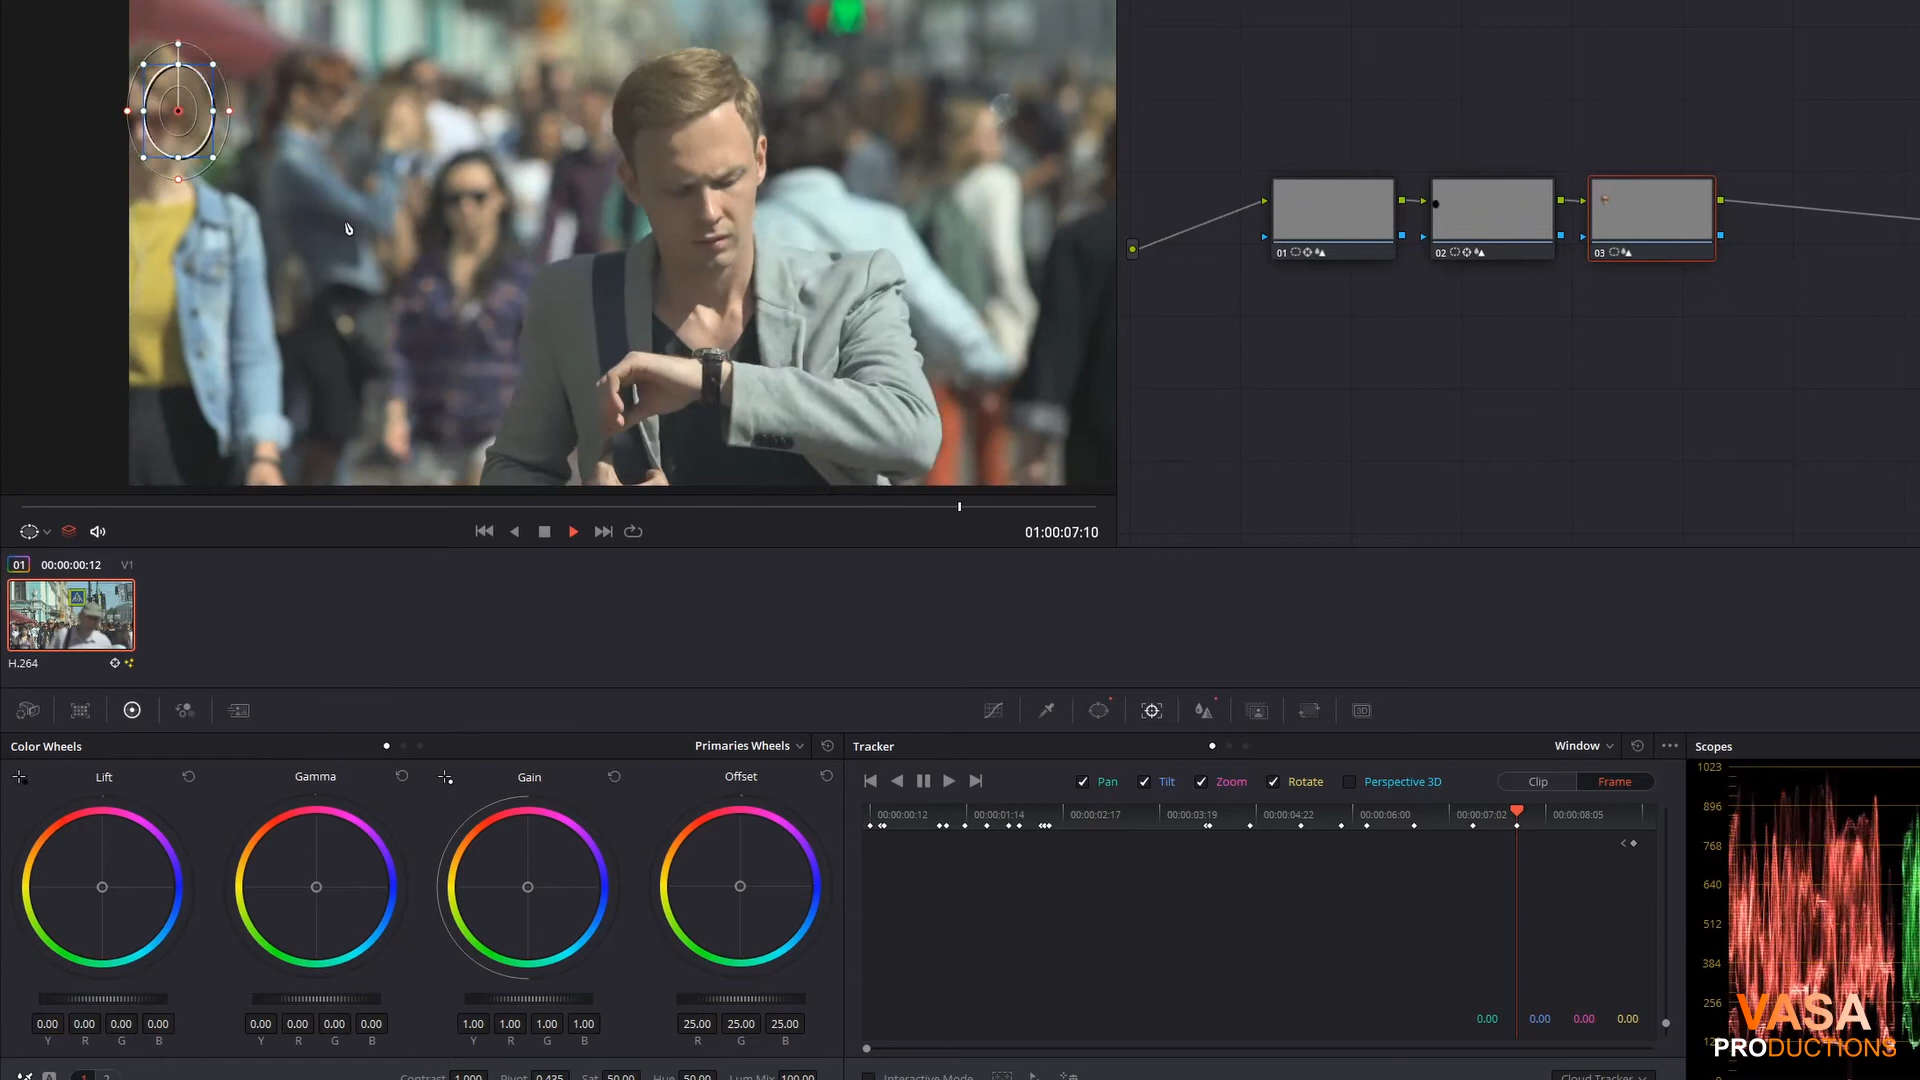 01:00:07:10
01 00:00:00:12 V1
H.264
01
02
03
3D
Color Wheels
Primaries Wheels
Lift
Gamma
Gain
Offset
0.00 0.00 0.00 0.00
Y R G B
0.00 0.00 0.00 0.00
Y R G B
1.00 1.00 1.00 1.00
Y R G B
25.00 25.00 25.00
R G B
1 2
Contrast 1.000 Pivot 0.435 Sat 50.00 Hue 50.00 Lum Mix 100.00
Tracker
Window
Pan Tilt Zoom Rotate Perspective 3D
Clip Frame
00:00:00:12 00:00:01:14 00:00:02:17 00:00:03:19 00:00:04:22 00:00:06:00 00:00:07:02 00:00:08:05
0.00 0.00 0.00 0.00
Interactive Mode
Cloud Tracker
Scopes
1023
896
768
640
512
384
256
VASA
PRODUCTIONS